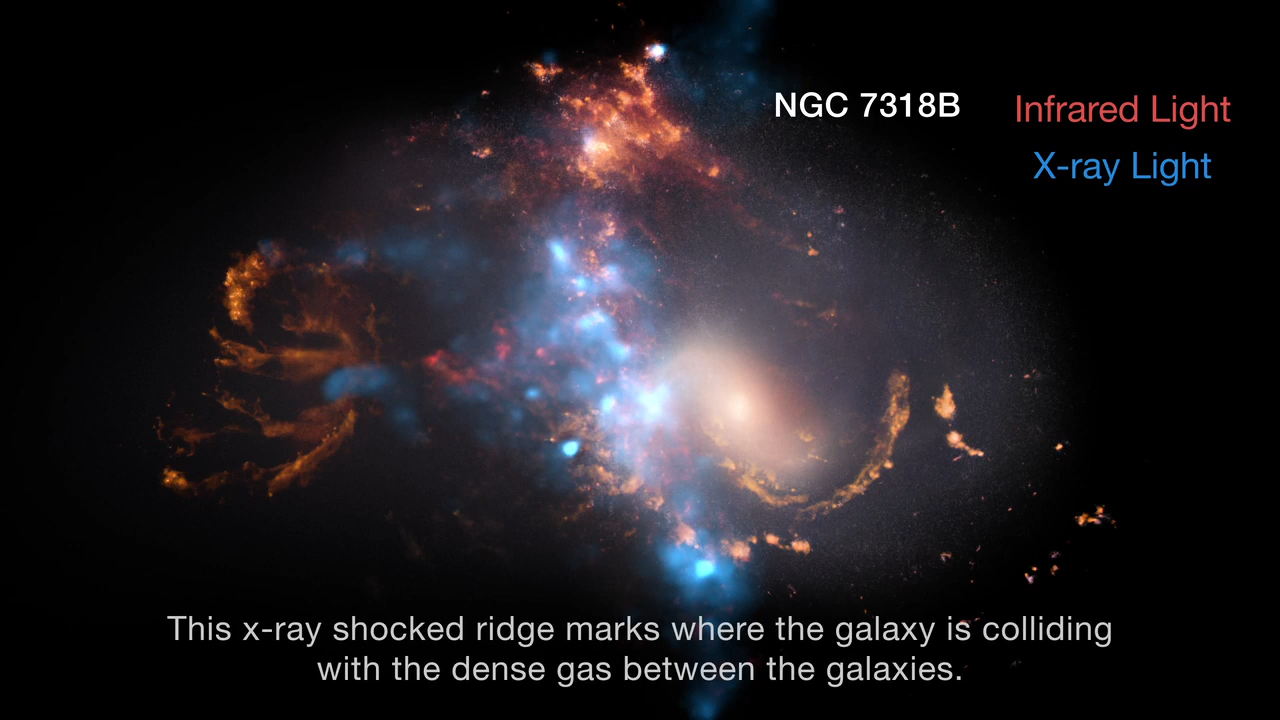 NGC 7318B
Infrared Light
X-ray Light
This x-ray shocked ridge marks where the galaxy is colliding
with the dense gas between the galaxies.